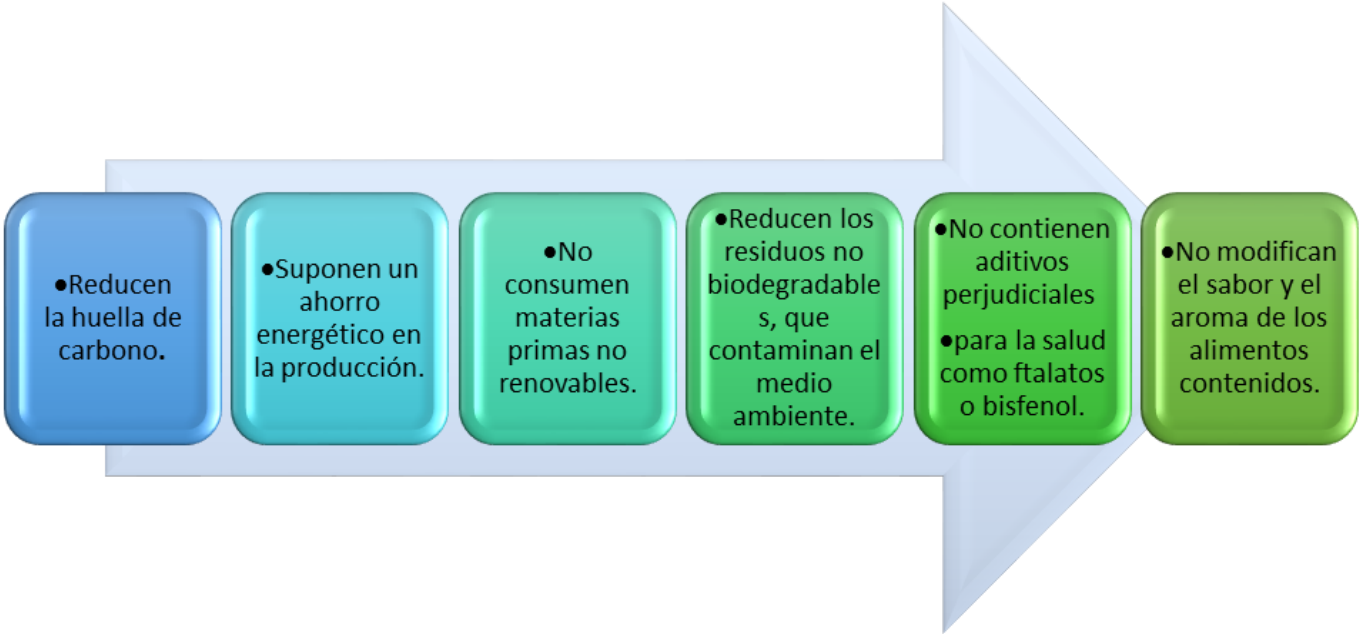 •Reducen
la huella de
carbono.
•Suponen un
ahorro
energético en
la producción.
•No
consumen
materias
primas no
renovables.
•Reducen los
residuos no
biodegradable
s, que
contaminan el
medio
ambiente.
•No contienen
aditivos
perjudiciales
•para la salud
como ftalatos
o bisfenol.
•No modifican
el sabor y el
aroma de los
alimentos
contenidos.